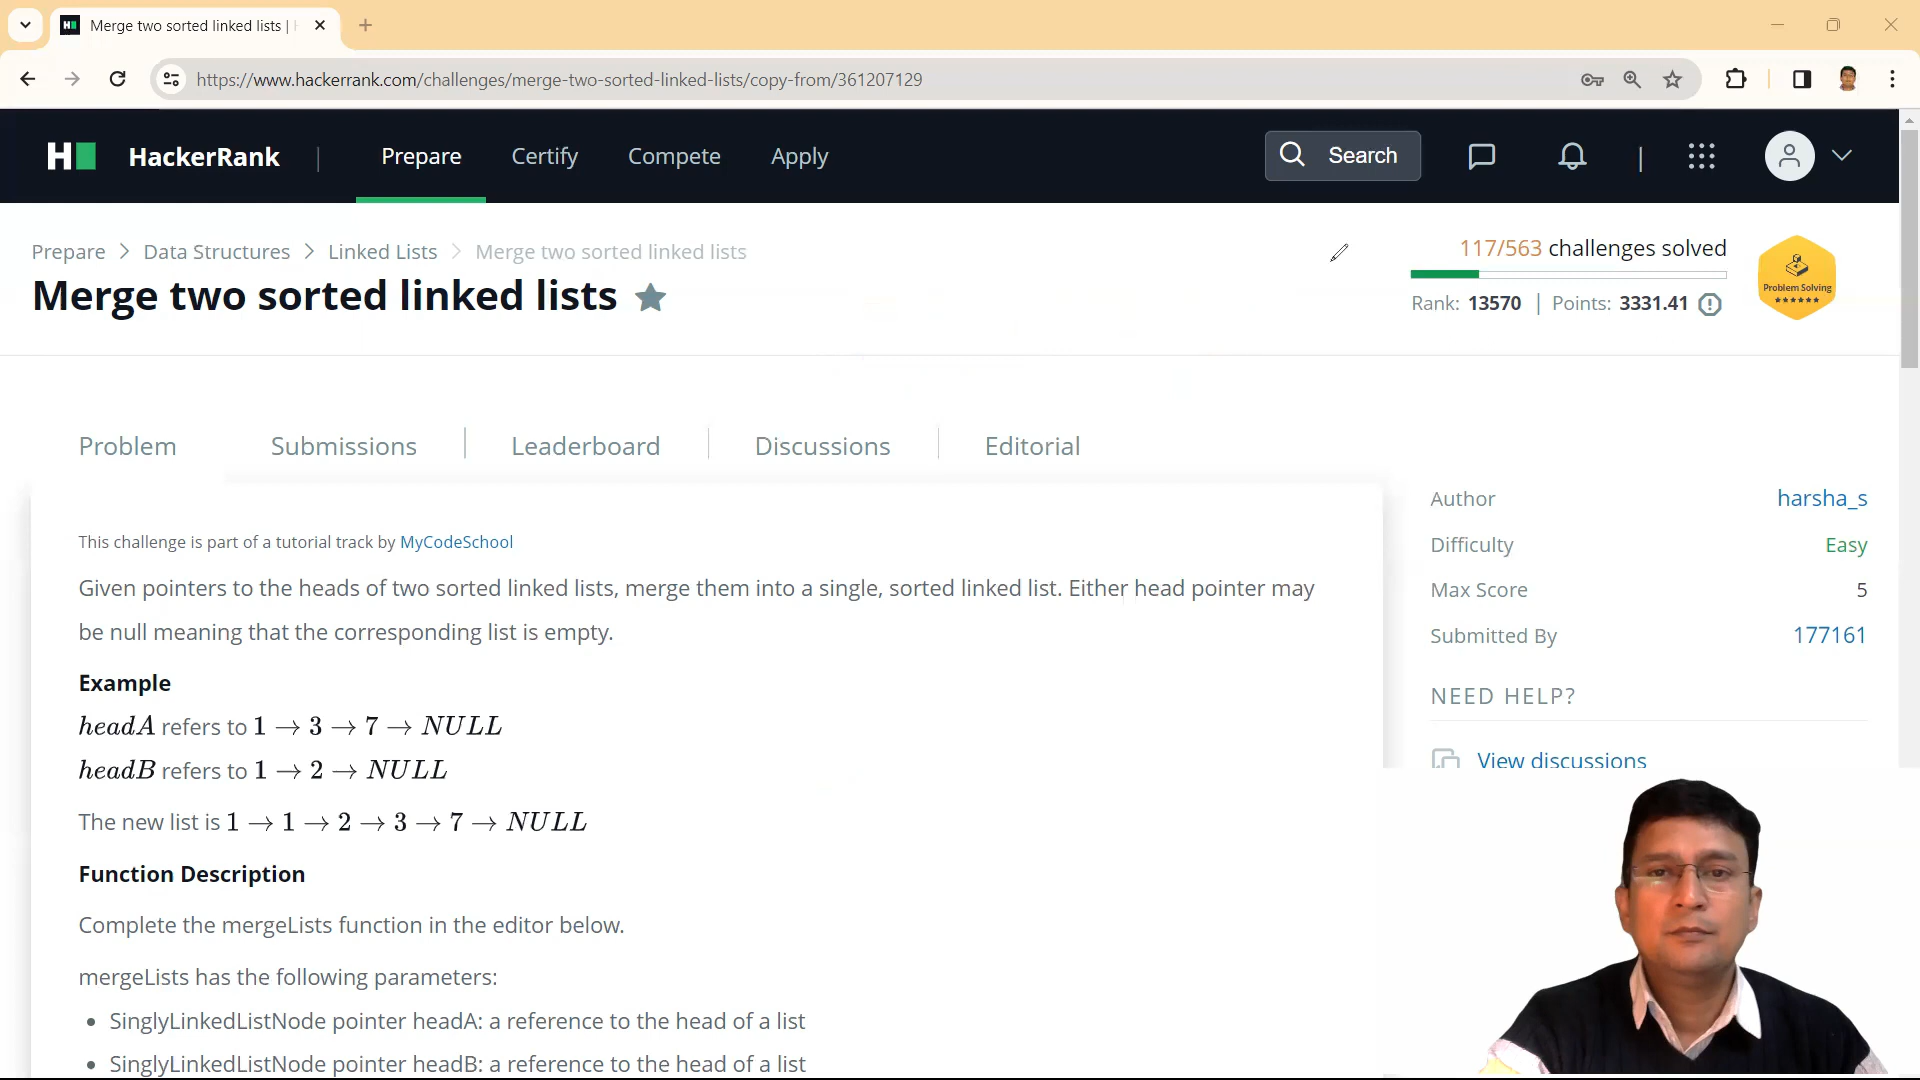 Merge two sorted linked lists |
https://www.hackerrank.com/challenges/merge-two-sorted-linked-lists/copy-from/361207129
H
HackerRank | Prepare Certify Compete Apply Search |
Prepare > Data Structures > Linked Lists > Merge two sorted linked lists
117/563 challenges solved
Merge two sorted linked lists
Rank: 13570 | Points: 3331.41
Problem Solving
Problem Submissions Leaderboard Discussions Editorial
This challenge is part of a tutorial track by MyCodeSchool
Given pointers to the heads of two sorted linked lists, merge them into a single, sorted linked list. Either head pointer may
be null meaning that the corresponding list is empty.
Example
headA refers to 1 → 3 → 7 → NULL
headB refers to 1 → 2 → NULL
The new list is 1 → 1 → 2 → 3 → 7 → NULL
Function Description
Complete the mergeLists function in the editor below.
mergeLists has the following parameters:
• SinglyLinkedListNode pointer headA: a reference to the head of a list
• SinglyLinkedListNode pointer headB: a reference to the head of a list
Author harsha_s
Difficulty Easy
Max Score 5
Submitted By 177161
NEED HELP?
View discussions